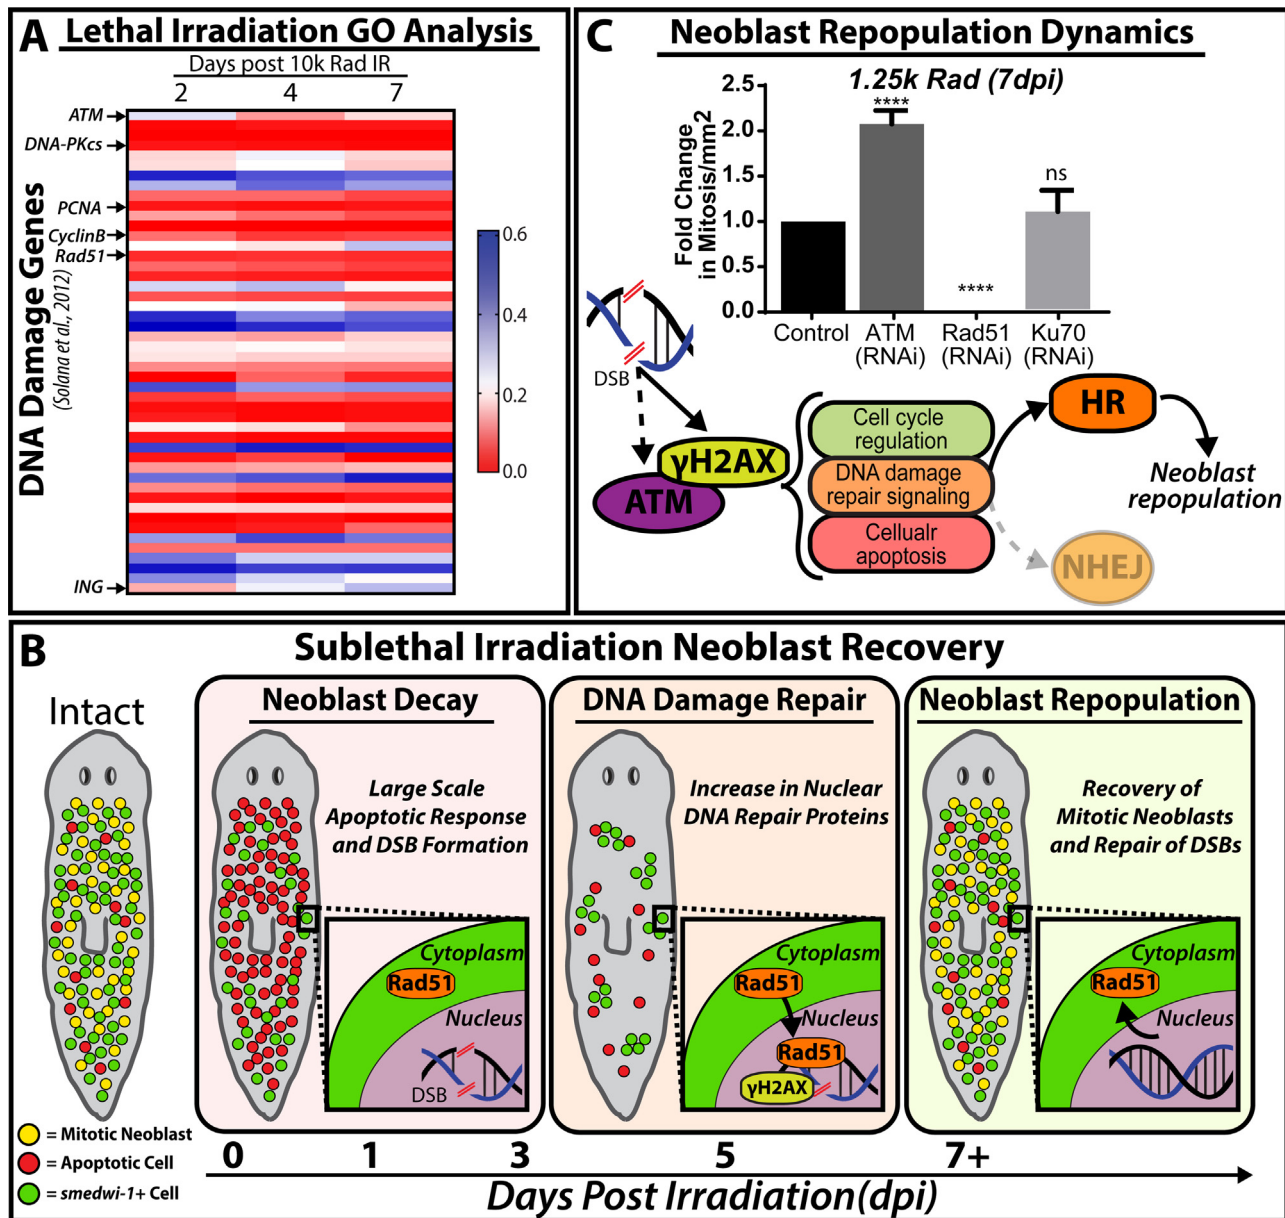 A
Lethal Irradiation GO Analysis
Days post 10k Rad IR
2 4 7
DNA Damage Genes
(Solana et al., 2012)
ATM
DNA-PKcs
PCNA
CyclinB
Rad51
ING
0.6
0.4
0.2
0.0
C
Neoblast Repopulation Dynamics
1.25k Rad (7dpi)
Fold Change
in Mitosis/mm2
2.5
2.0
1.5
1.0
0.5
0.0
****
****
ns
Control
ATM
(RNAi)
Rad51
(RNAi)
Ku70
(RNAi)
DSB
γH2AX
ATM
Cell cycle
regulation
DNA damage
repair signaling
Cellualr
apoptosis
HR
NHEJ
Neoblast
repopulation
B
Sublethal Irradiation Neoblast Recovery
Intact
Neoblast Decay
Large Scale
Apoptotic Response
and DSB Formation
Cytoplasm
Rad51
Nucleus
DSB
DNA Damage Repair
Increase in Nuclear
DNA Repair Proteins
Cytoplasm
Rad51
Nucleus
Rad51
γH2AX
Neoblast Repopulation
Recovery of
Mitotic Neoblasts
and Repair of DSBs
Cytoplasm
Rad51
Nucleus
= Mitotic Neoblast
= Apoptotic Cell
= smedwi-1+ Cell
0 1 3 5 7+
Days Post Irradiation(dpi)